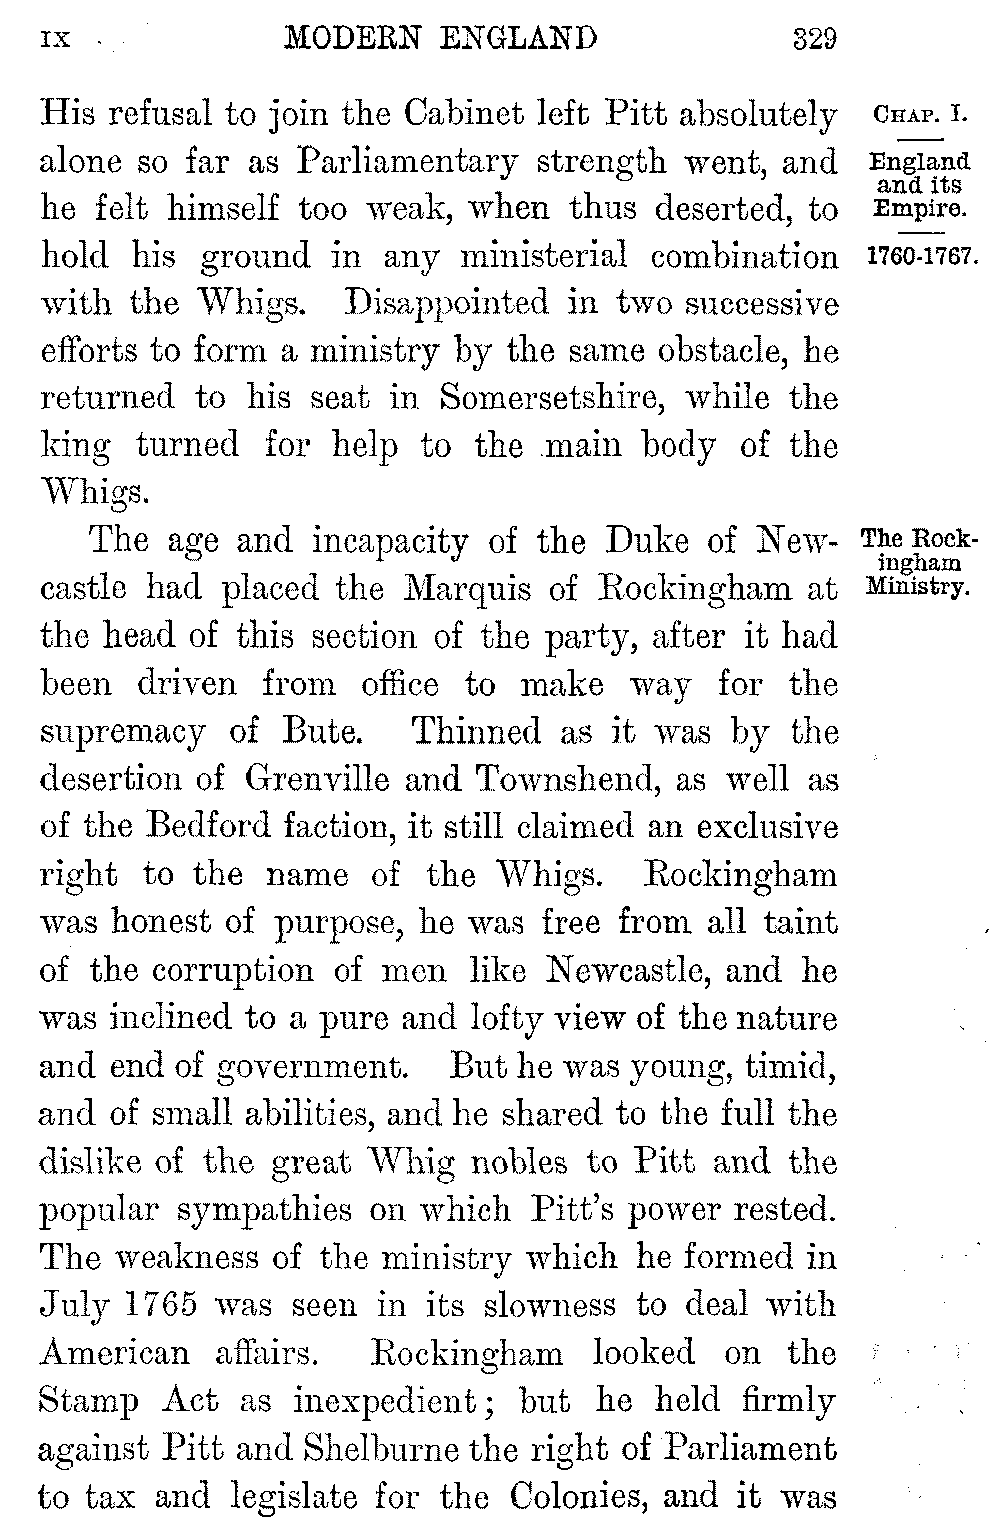 IX MODERN ENGLAND 329
His refusal to join the Cabinet left Pitt absolutely
alone so far as Parliamentary strength went, and
he felt himself too weak, when thus deserted, to
hold his ground in any ministerial combination
with the Whigs. Disappointed in two successive
efforts to form a ministry by the same obstacle, he
returned to his seat in Somersetshire, while the
king turned for help to the main body of the
Whigs.
CHAP. I.
England
and its
Empire.
1760-1767.
The age and incapacity of the Duke of New-
castle had placed the Marquis of Rockingham at
the head of this section of the party, after it had
been driven from office to make way for the
supremacy of Bute. Thinned as it was by the
desertion of Grenville and Townshend, as well as
of the Bedford faction, it still claimed an exclusive
right to the name of the Whigs. Rockingham
was honest of purpose, he was free from all taint
of the corruption of men like Newcastle, and he
was inclined to a pure and lofty view of the nature
and end of government. But he was young, timid,
and of small abilities, and he shared to the full the
dislike of the great Whig nobles to Pitt and the
popular sympathies on which Pitt's power rested.
The weakness of the ministry which he formed in
July 1765 was seen in its slowness to deal with
American affairs. Rockingham looked on the
Stamp Act as inexpedient; but he held firmly
against Pitt and Shelburne the right of Parliament
to tax and legislate for the Colonies, and it was
The Rock-
ingham
Ministry.